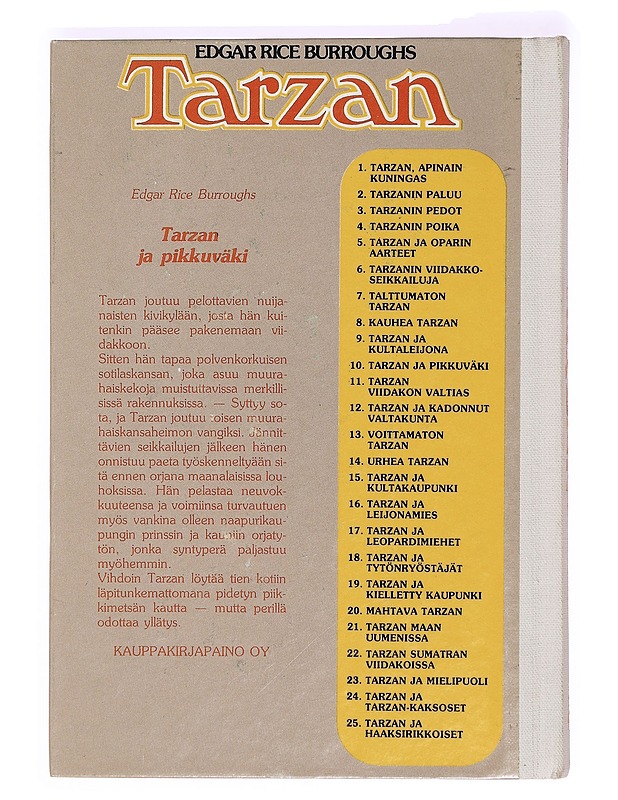 EDGAR RICE BURROUGHS
Tarzan
Edgar Rice Burroughs
Tarzan
ja pikkuväki
Tarzan joutuu pelottavien nuija-
naisten kivikylään, josta hän kui-
tenkin pääsee pakenemaan vii-
dakkoon.
Sitten hän tapaa polvenkorkuisen
sotilaskansan, joka asuu muura-
haiskekoja muistuttavissa merkilli-
sissä rakennuksissa. — Syttyy so-
ta, ja Tarzan joutuu toisen muura-
haiskansaheimon vangiksi. Jännit-
tävien seikkailujen jälkeen hänen
onnistuu paeta työskenneltyään si-
tä ennen orjana maanalaisissa lou-
hoksissa. Hän pelastaa neuvok-
kuuteensa ja voimiinsa turvautuen
myös vankina olleen naapurikau-
pungin prinssin ja kauniin orjaty-
tön, jonka syntyperä paljastuu
myöhemmin.
Vihdoin Tarzan löytää tien kotiin
läpitunkemattomana pidetyn piik-
kimetsän kautta — mutta perillä
odottaa yllätys.
KAUPPAKIRJAPAINO OY
1. TARZAN, APINAIN
KUNINGAS
2. TARZANIN PALUU
3. TARZANIN PEDOT
4. TARZANIN POIKA
5. TARZAN JA OPARIN
AARTEET
6. TARZANIN VIIDAKKO-
SEIKKAILUJA
7. TALTTUMATON
TARZAN
8. KAUHEA TARZAN
9. TARZAN JA
KULTALEIJONA
10. TARZAN JA PIKKUVÄKI
11. TARZAN
VIIDAKON VALTIAS
12. TARZAN JA KADONNUT
VALTAKUNTA
13. VOITTAMATON
TARZAN
14. URHEA TARZAN
15. TARZAN JA
KULTAKAUPUNKI
16. TARZAN JA
LEIJONAMIES
17. TARZAN JA
LEOPARDIMIEHET
18. TARZAN JA
TYTÖNRYÖSTÄJÄT
19. TARZAN JA
KIELLETTY KAUPUNKI
20. MAHTAVA TARZAN
21. TARZAN MAAN
UUMENISSA
22. TARZAN SUMATRAN
VIIDAKOISSA
23. TARZAN JA MIELIPUOLI
24. TARZAN JA
TARZAN-KAKSOSET
25. TARZAN JA
HAAKSIRIKKOISET